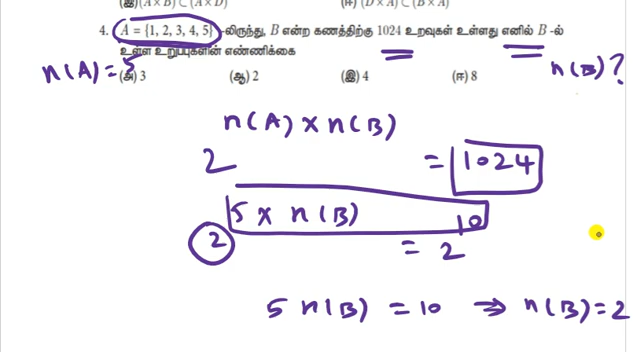 (இ)(A×B)⊂(A×D) (ஈ)(D×A)⊂(B×A)
4. A = {1, 2, 3, 4, 5} -லிருந்து, B என்ற கணத்திற்கு 1024 உறவுகள் உள்ளது எனில் B -ல்
உள்ள உறுப்புகளின் எண்ணிக்கை
n(A)=5 n(B)?
(அ) 3 (ஆ) 2 (இ) 4 (ஈ) 8
n(A)×n(B)
2 = 1024
5 × n(B) 10
2 = 2
5 n(B) = 10 ⇒ n(B)=2